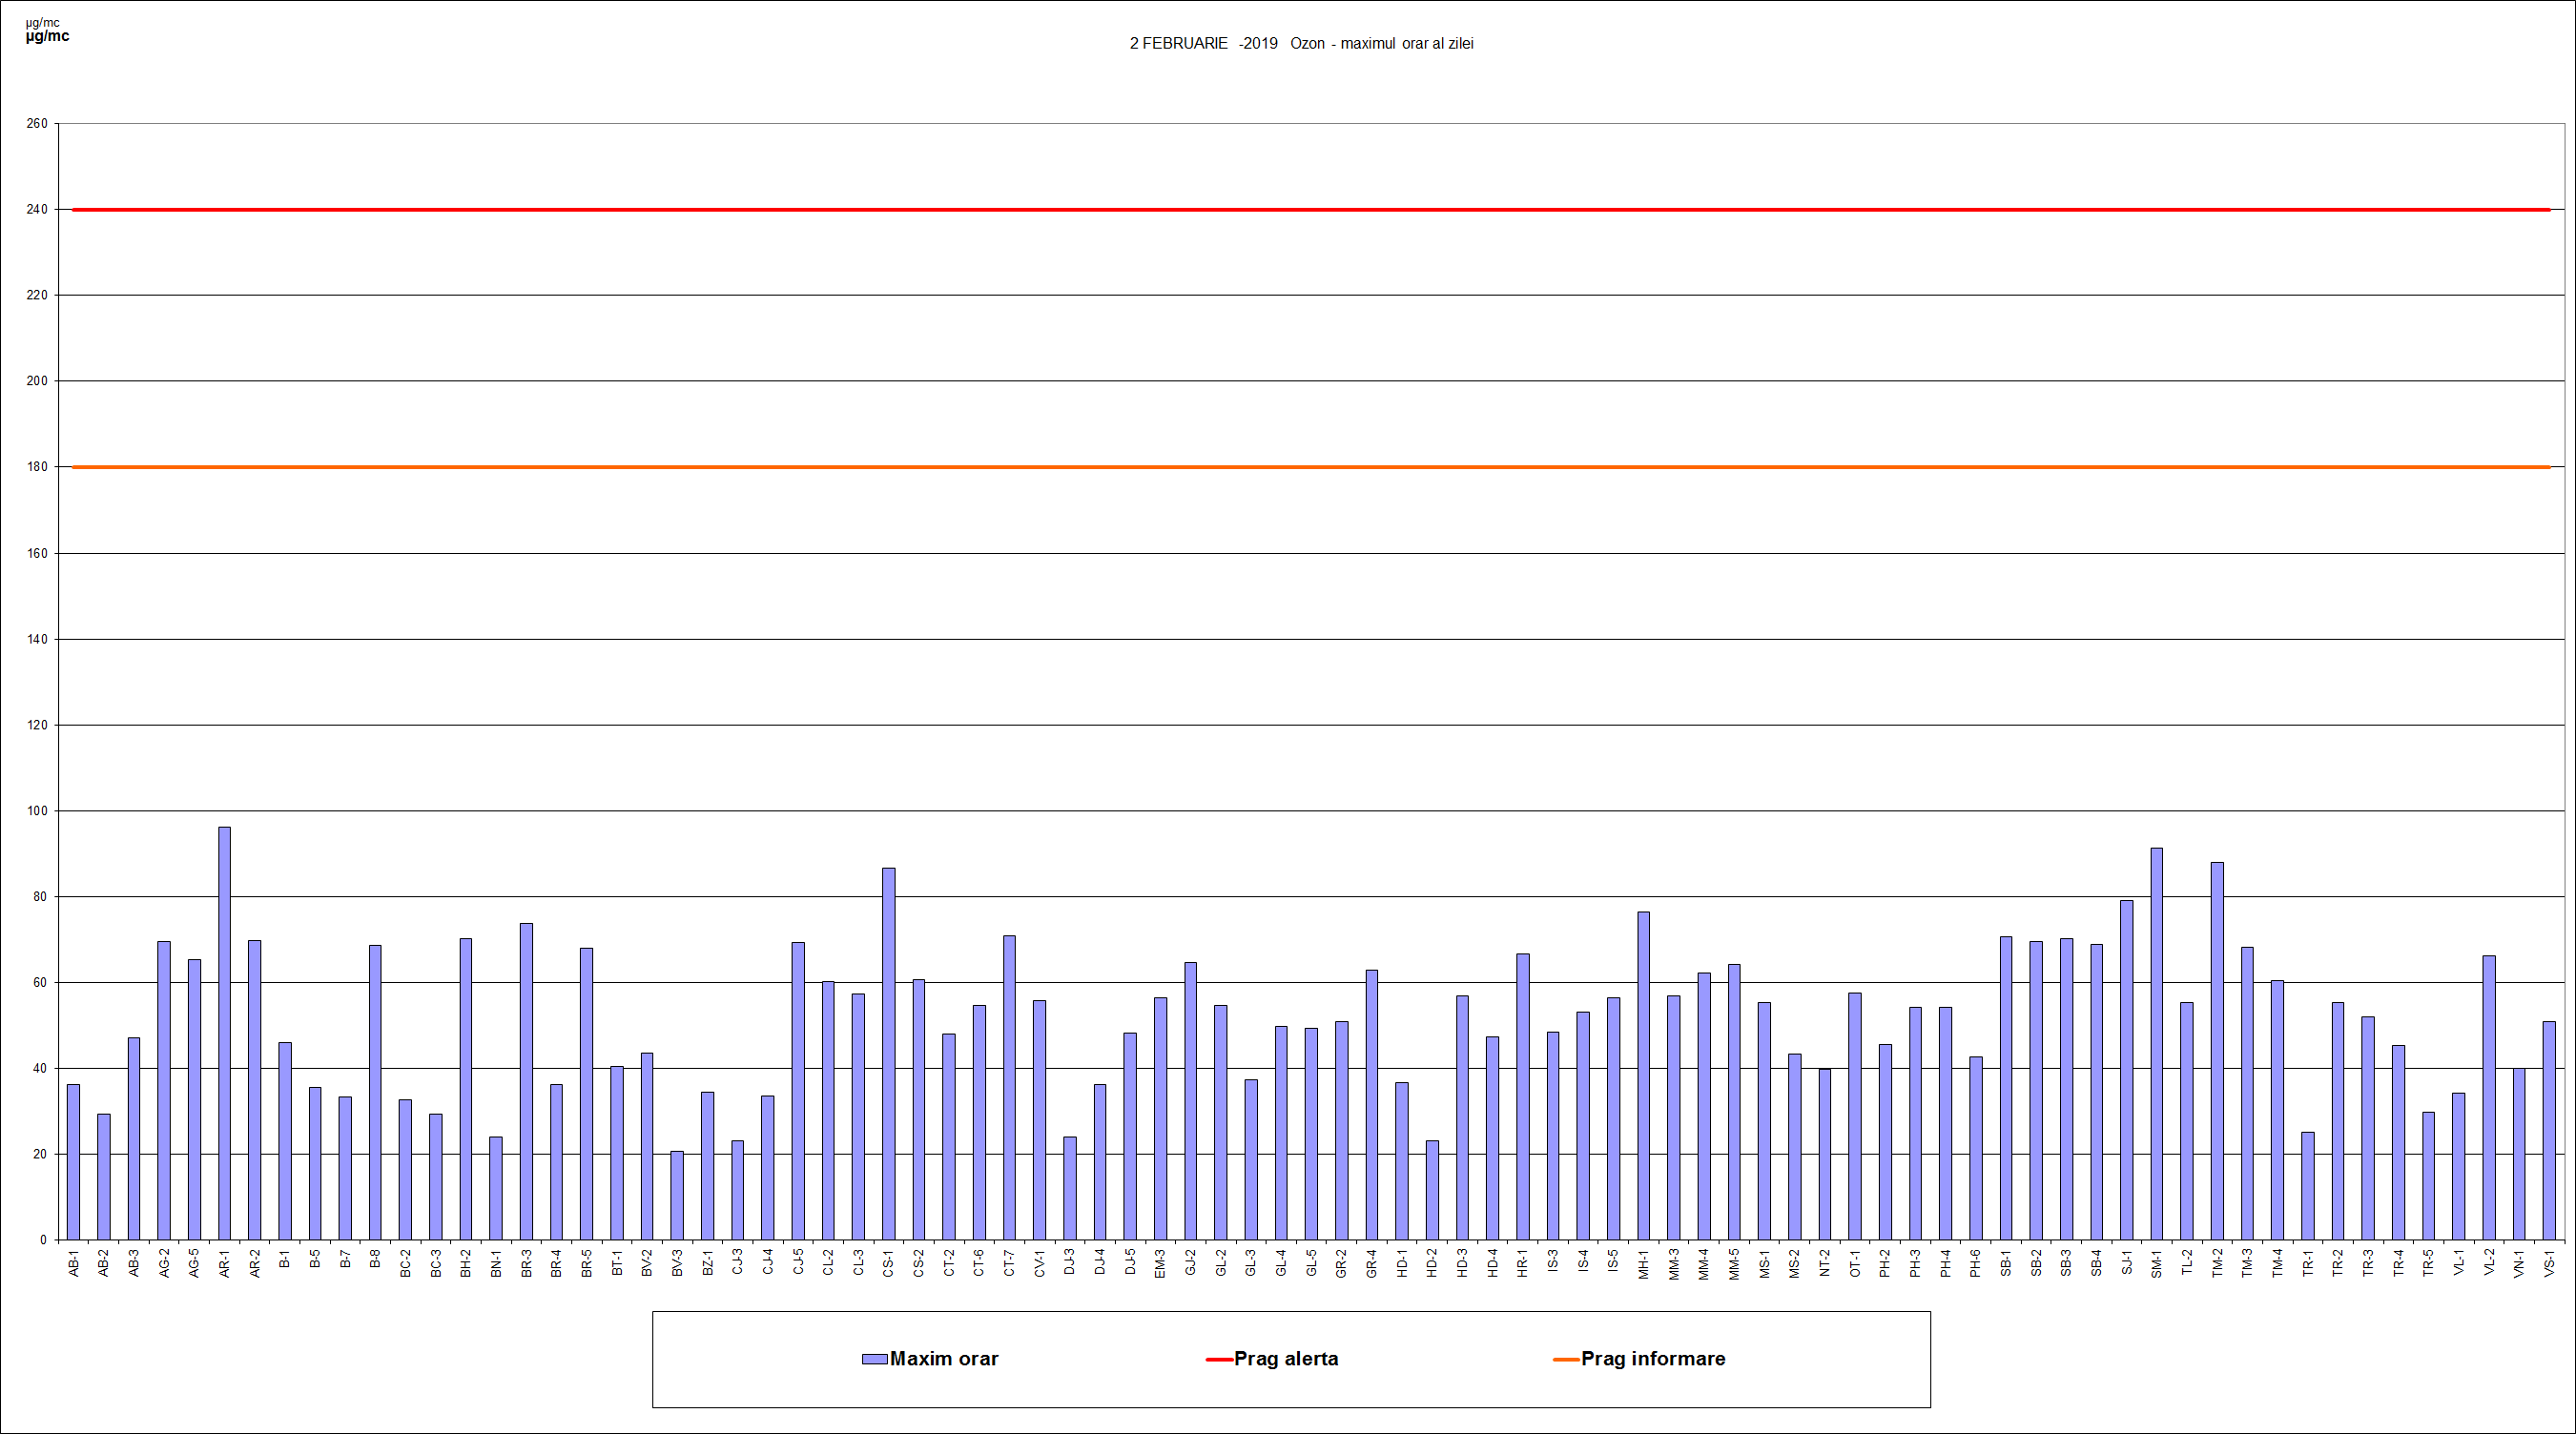 µg/mc
µg/mc
2 FEBRUARIE -2019 Ozon - maximul orar al zilei
260
240
220
200
180
160
140
120
100
80
60
40
20
0
AB-1 AB-2 AB-3 AG-2 AG-5 AR-1 AR-2 B-1 B-5 B-7 B-8 BC-2 BC-3 BH-2 BN-1 BR-3 BR-4 BR-5 BT-1 BV-2 BV-3 BZ-1 CJ-3 CJ-4 CJ-5 CL-2 CL-3 CS-1 CS-2 CT-2 CT-6 CT-7 CV-1 DJ-3 DJ-4 DJ-5 EM-3 GJ-2 GL-2 GL-3 GL-4 GL-5 GR-2 GR-4 HD-1 HD-2 HD-3 HD-4 HR-1 IS-3 IS-4 IS-5 MH-1 MM-3 MM-4 MM-5 MS-1 MS-2 NT-2 OT-1 PH-2 PH-3 PH-4 PH-6 SB-1 SB-2 SB-3 SB-4 SJ-1 SM-1 TL-2 TM-2 TM-3 TM-4 TR-1 TR-2 TR-3 TR-4 TR-5 VL-1 VL-2 VN-1 VS-1
Maxim orar Prag alerta Prag informare